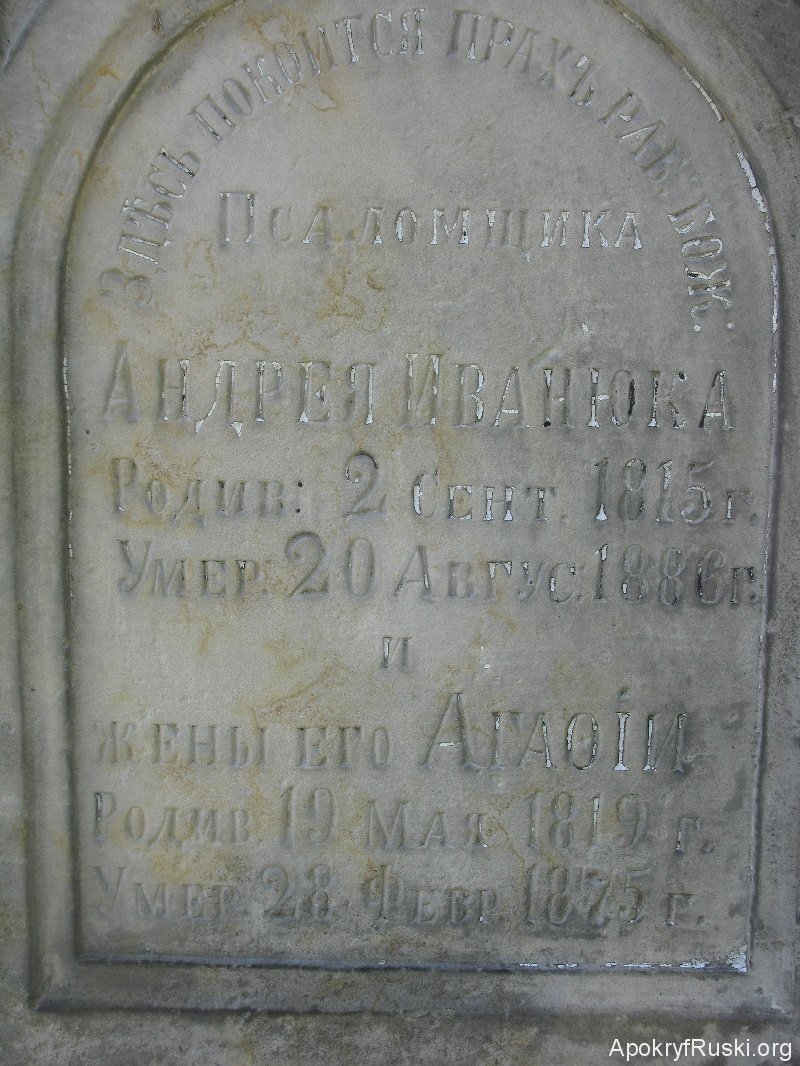 Здѣсь покоится прахъ раб: Бож:
Псаломщика
Андрея Иванюка
Родив: 2 Сент. 1815 г.
Умер. 20 Авгус. 1886 г.
и
жены его Агаѳіи
Родив. 19 Мая 1819 г.
Умер. 28 Февр. 1875 г.
ApokryfRuski.org